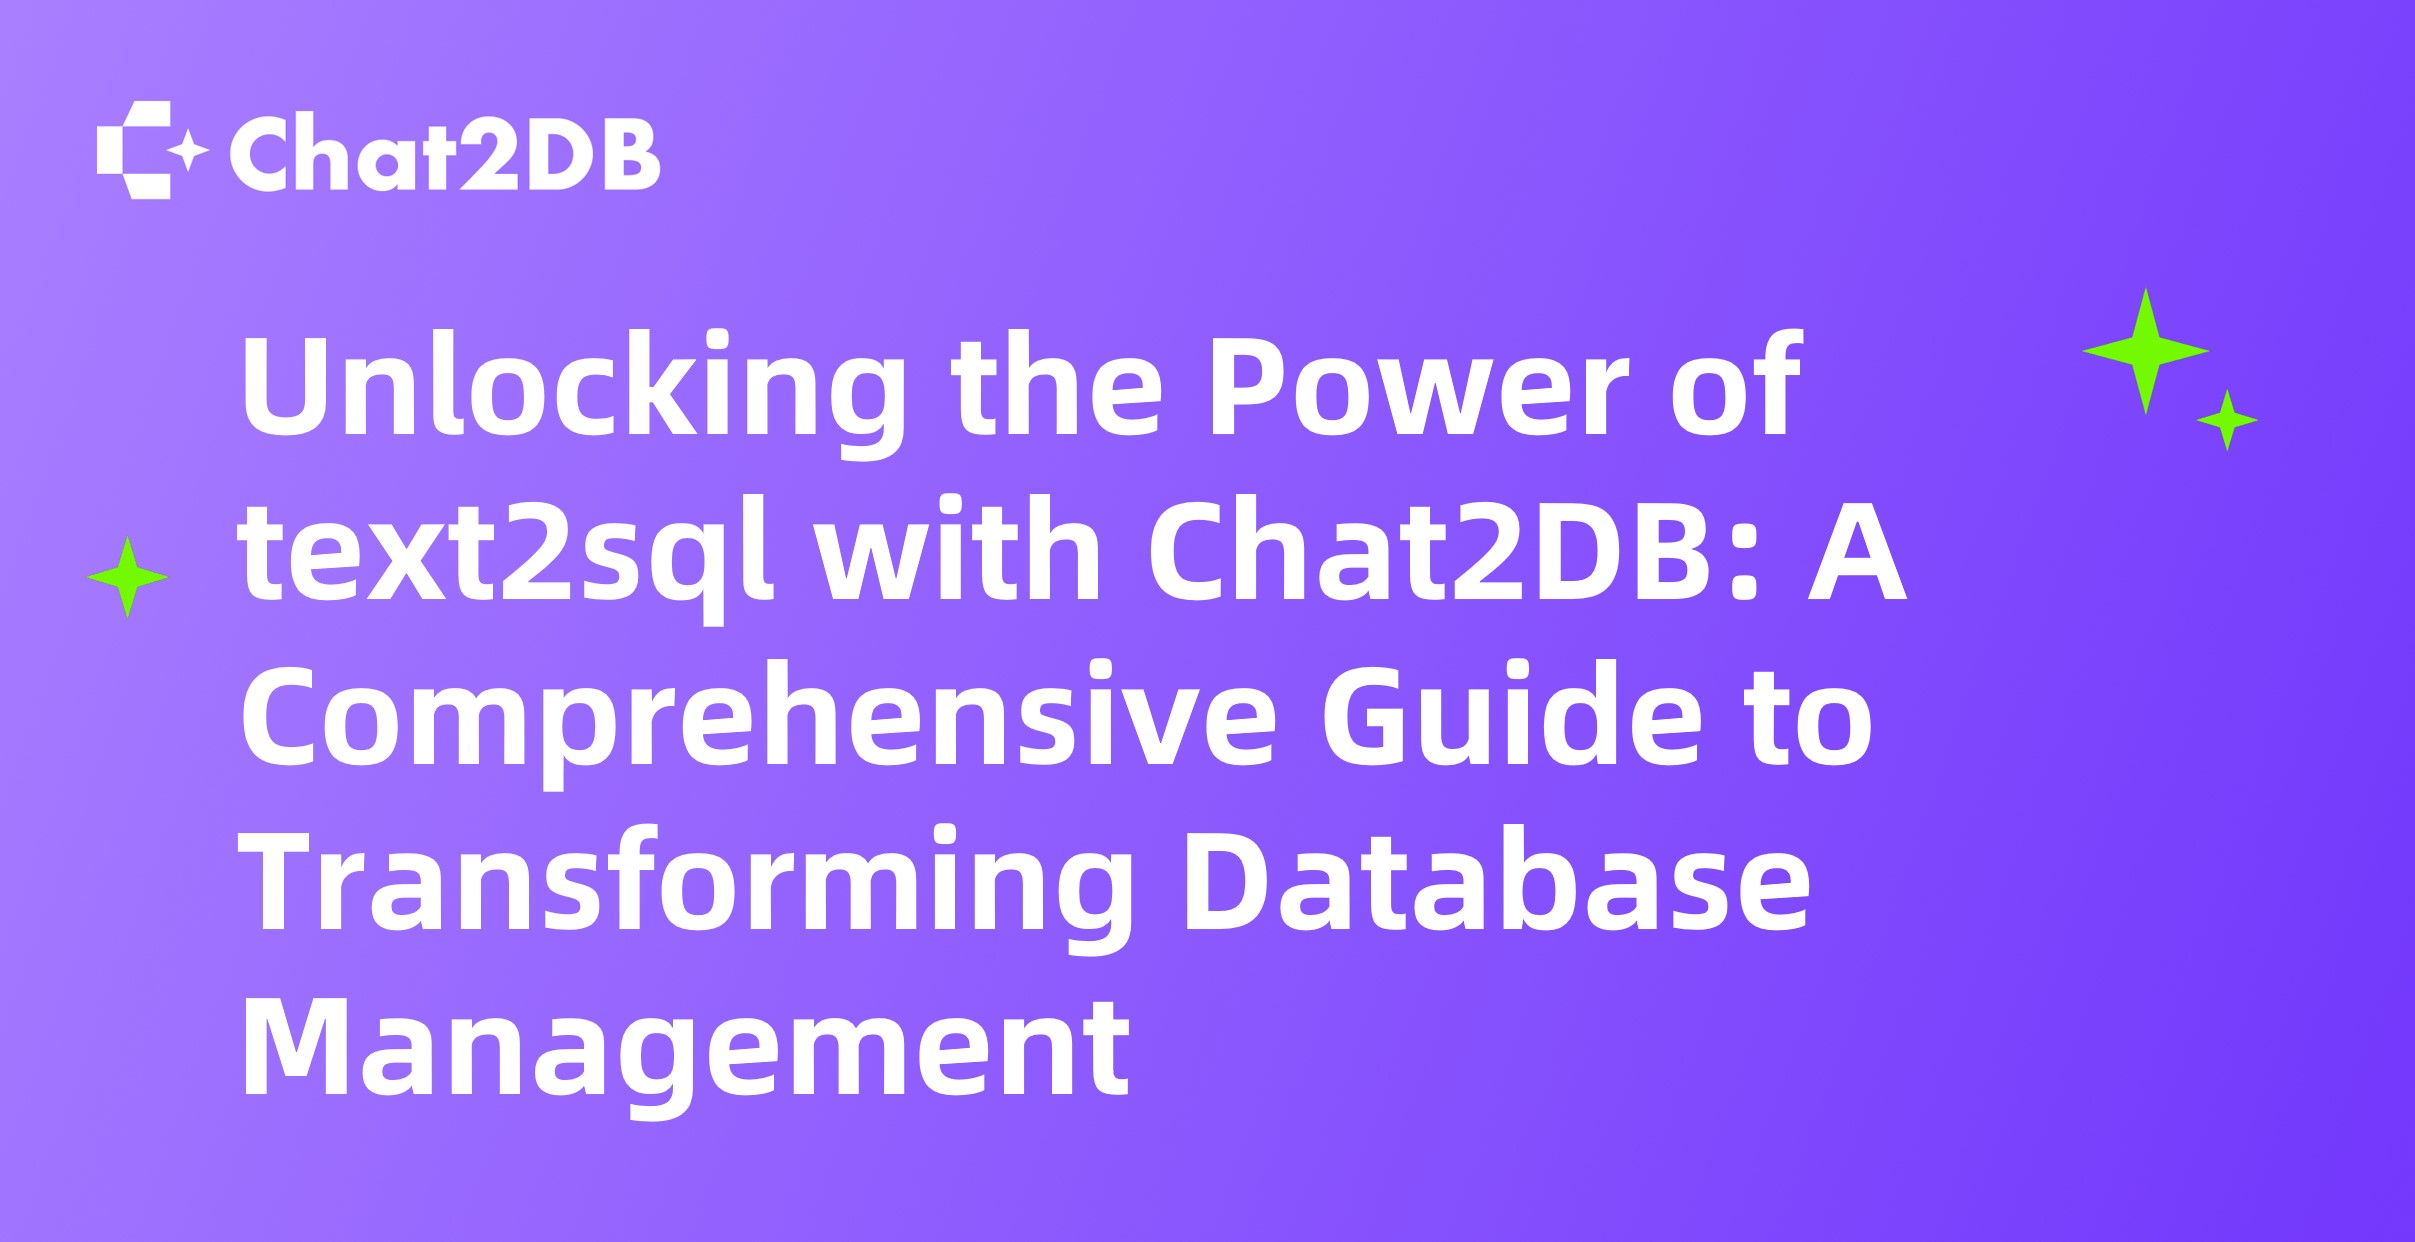 Chat2DB
Unlocking the Power of
text2sql with Chat2DB: A
Comprehensive Guide to
Transforming Database
Management